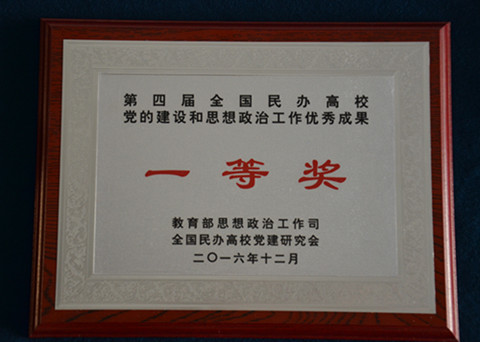 第四届全国民办高校
党的建设和思想政治工作优秀成果
一等奖
教育部思想政治工作司
全国民办高校党建研究会
二〇一六年十二月